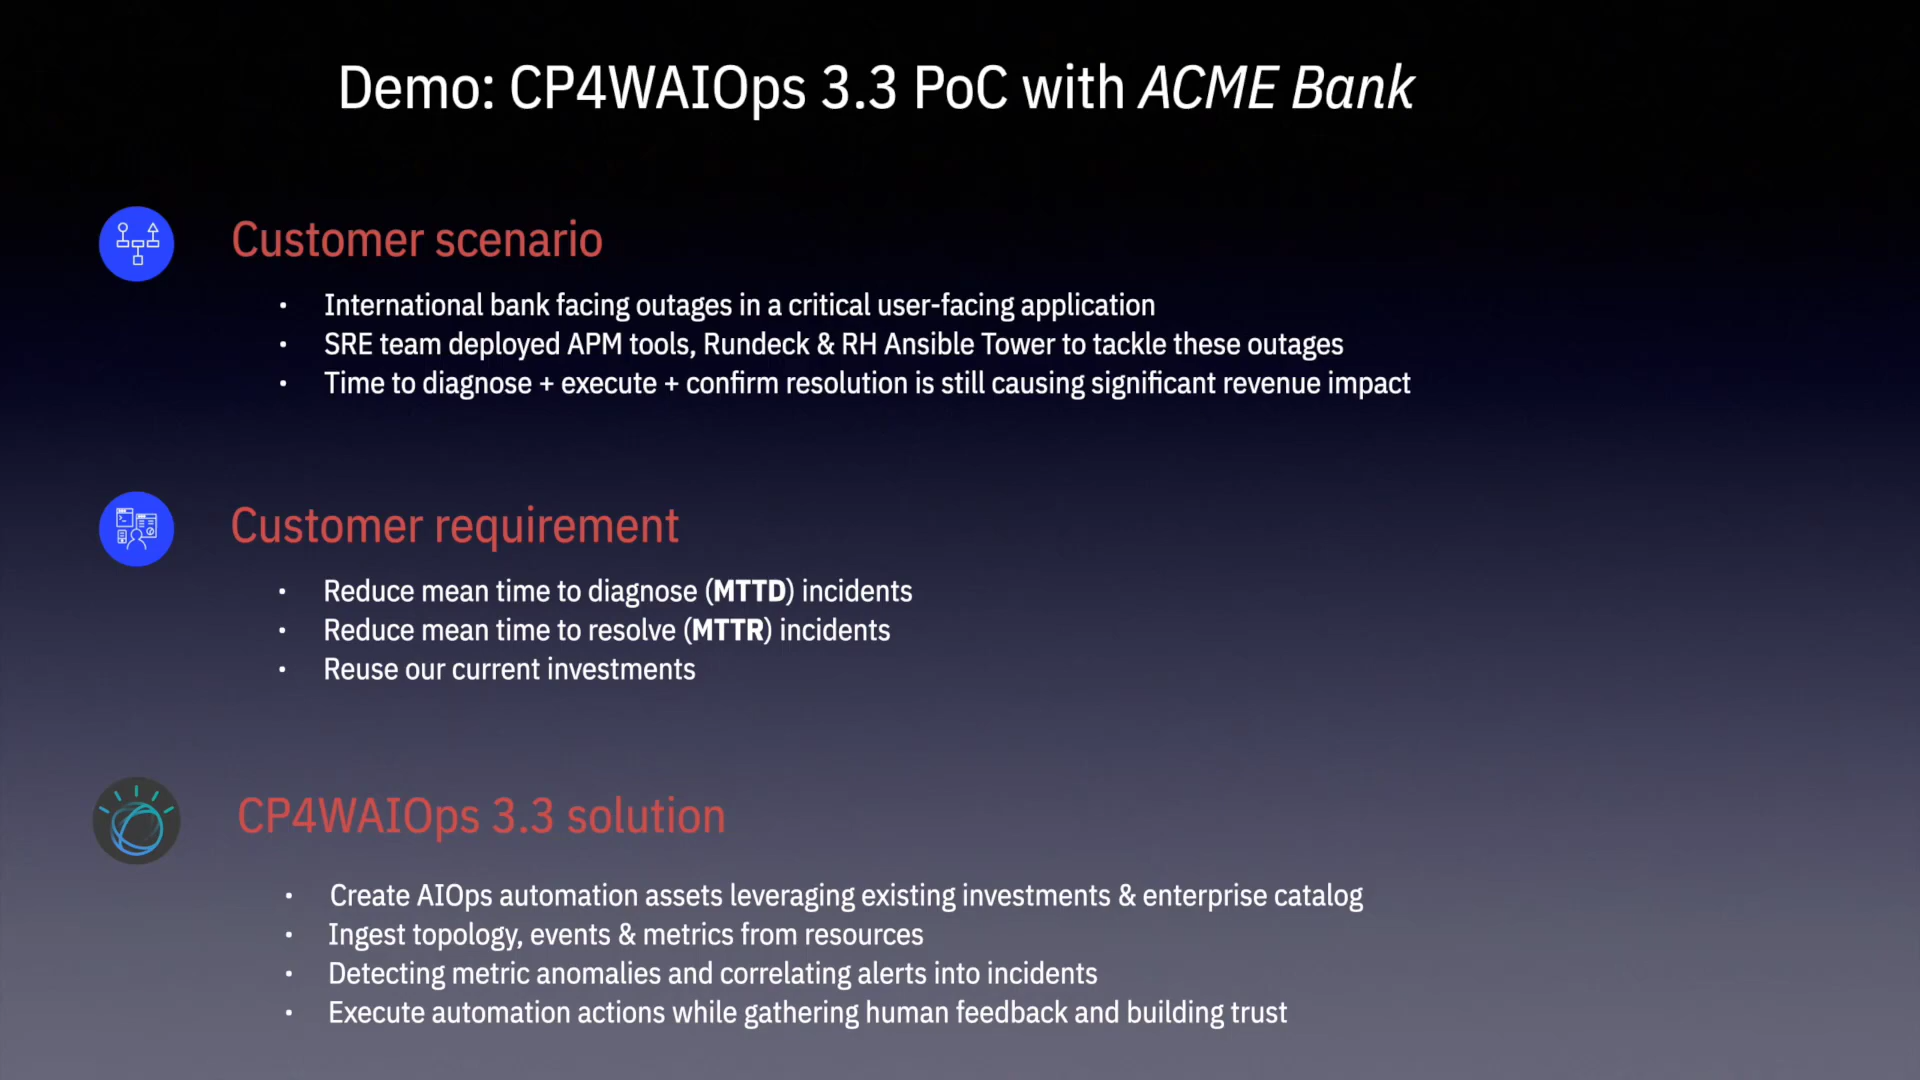 Demo: CP4WAIOps 3.3 PoC with ACME Bank
Customer scenario
• International bank facing outages in a critical user-facing application
• SRE team deployed APM tools, Rundeck & RH Ansible Tower to tackle these outages
• Time to diagnose + execute + confirm resolution is still causing significant revenue impact
Customer requirement
• Reduce mean time to diagnose (MTTD) incidents
• Reduce mean time to resolve (MTTR) incidents
• Reuse our current investments
CP4WAIOps 3.3 solution
• Create AIOps automation assets leveraging existing investments & enterprise catalog
• Ingest topology, events & metrics from resources
• Detecting metric anomalies and correlating alerts into incidents
• Execute automation actions while gathering human feedback and building trust